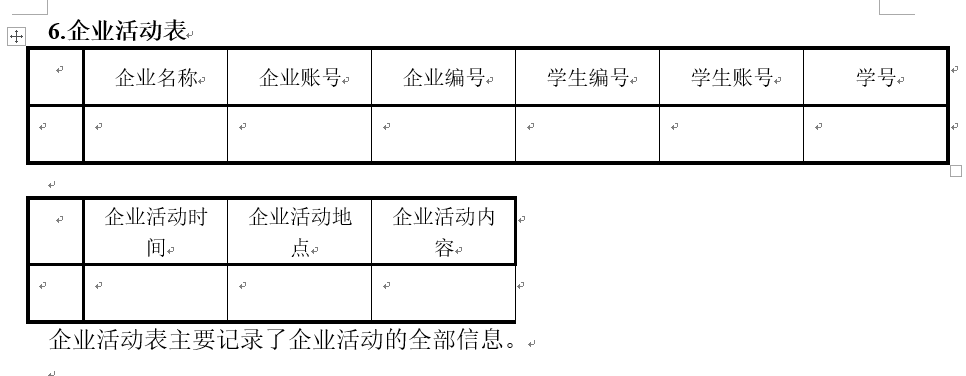 6.企业活动表
企业名称 企业账号 企业编号 学生编号 学生账号 学号
企业活动时间 企业活动地点 企业活动内容
企业活动表主要记录了企业活动的全部信息。